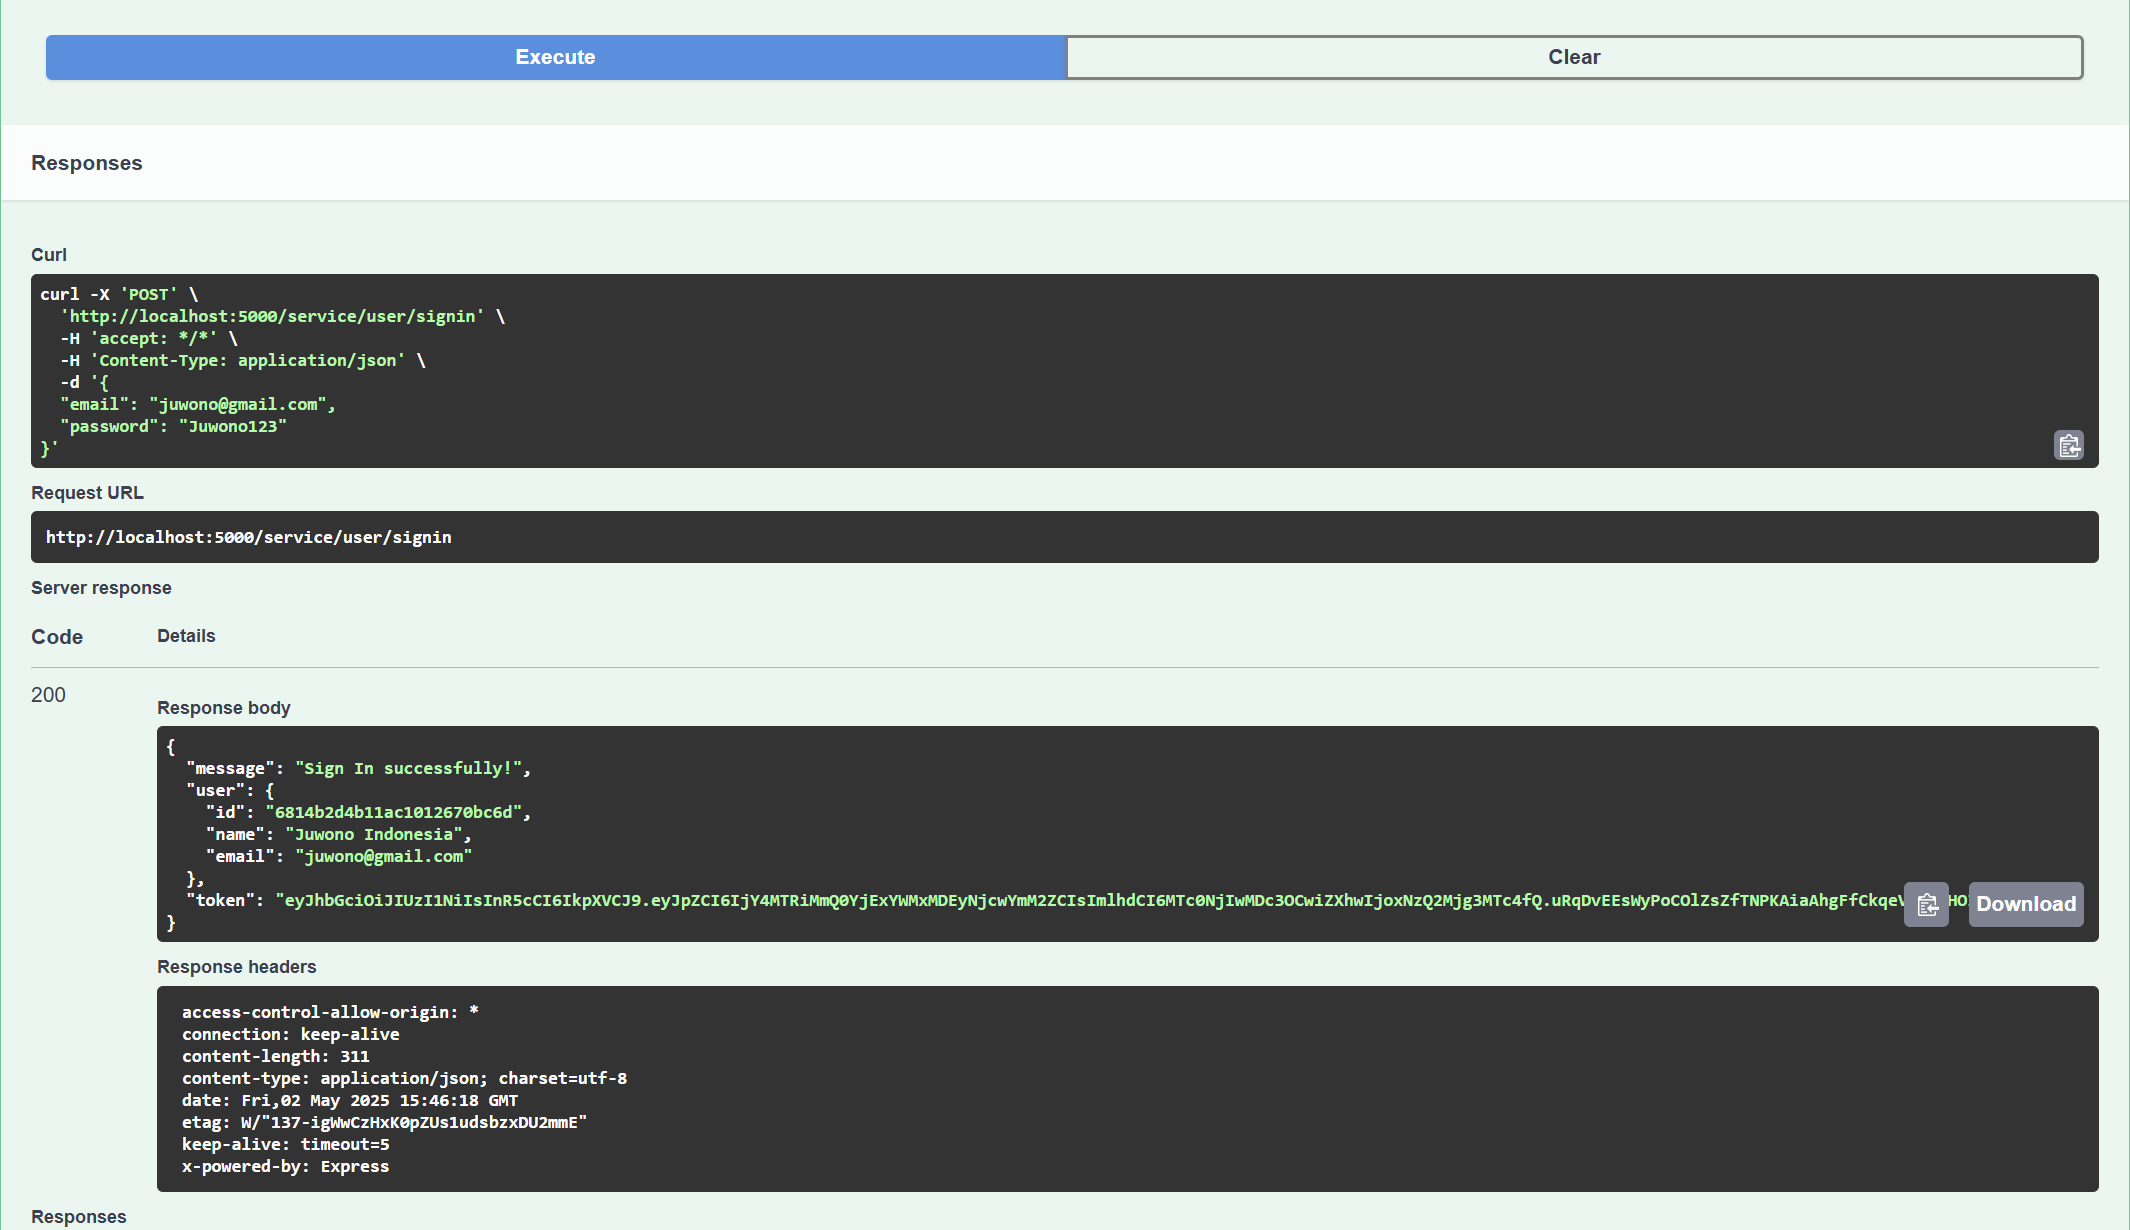 Execute
Clear
Responses
Curl
curl -X 'POST' \
  'http://localhost:5000/service/user/signin' \
  -H 'accept: */*' \
  -H 'Content-Type: application/json' \
  -d '{
  "email": "juwono@gmail.com",
  "password": "Juwono123"
}'
Request URL
http://localhost:5000/service/user/signin
Server response
Code Details
200
Response body
{
  "message": "Sign In successfully!",
  "user": {
    "id": "6814b2d4b11ac1012670bc6d",
    "name": "Juwono Indonesia",
    "email": "juwono@gmail.com"
  },
  "token": "eyJhbGciOiJIUzI1NiIsInR5cCI6IkpXVCJ9.eyJpZCI6IjY4MTRiMmQ0YjExYWMxMDEyNjcwYmM2ZCIsImlhdCI6MTc0NjIwMDc3OCwiZXhwIjoxNzQ2Mjg3MTc4fQ.uRqDvEEsWyPoCOlZsZfTNPKAiaAhgFfCkqe
Download
}
Response headers
access-control-allow-origin: *
connection: keep-alive
content-length: 311
content-type: application/json; charset=utf-8
date: Fri,02 May 2025 15:46:18 GMT
etag: W/"137-igWwCzHxK0pZUs1udsbzxDU2mmE"
keep-alive: timeout=5
x-powered-by: Express
Responses